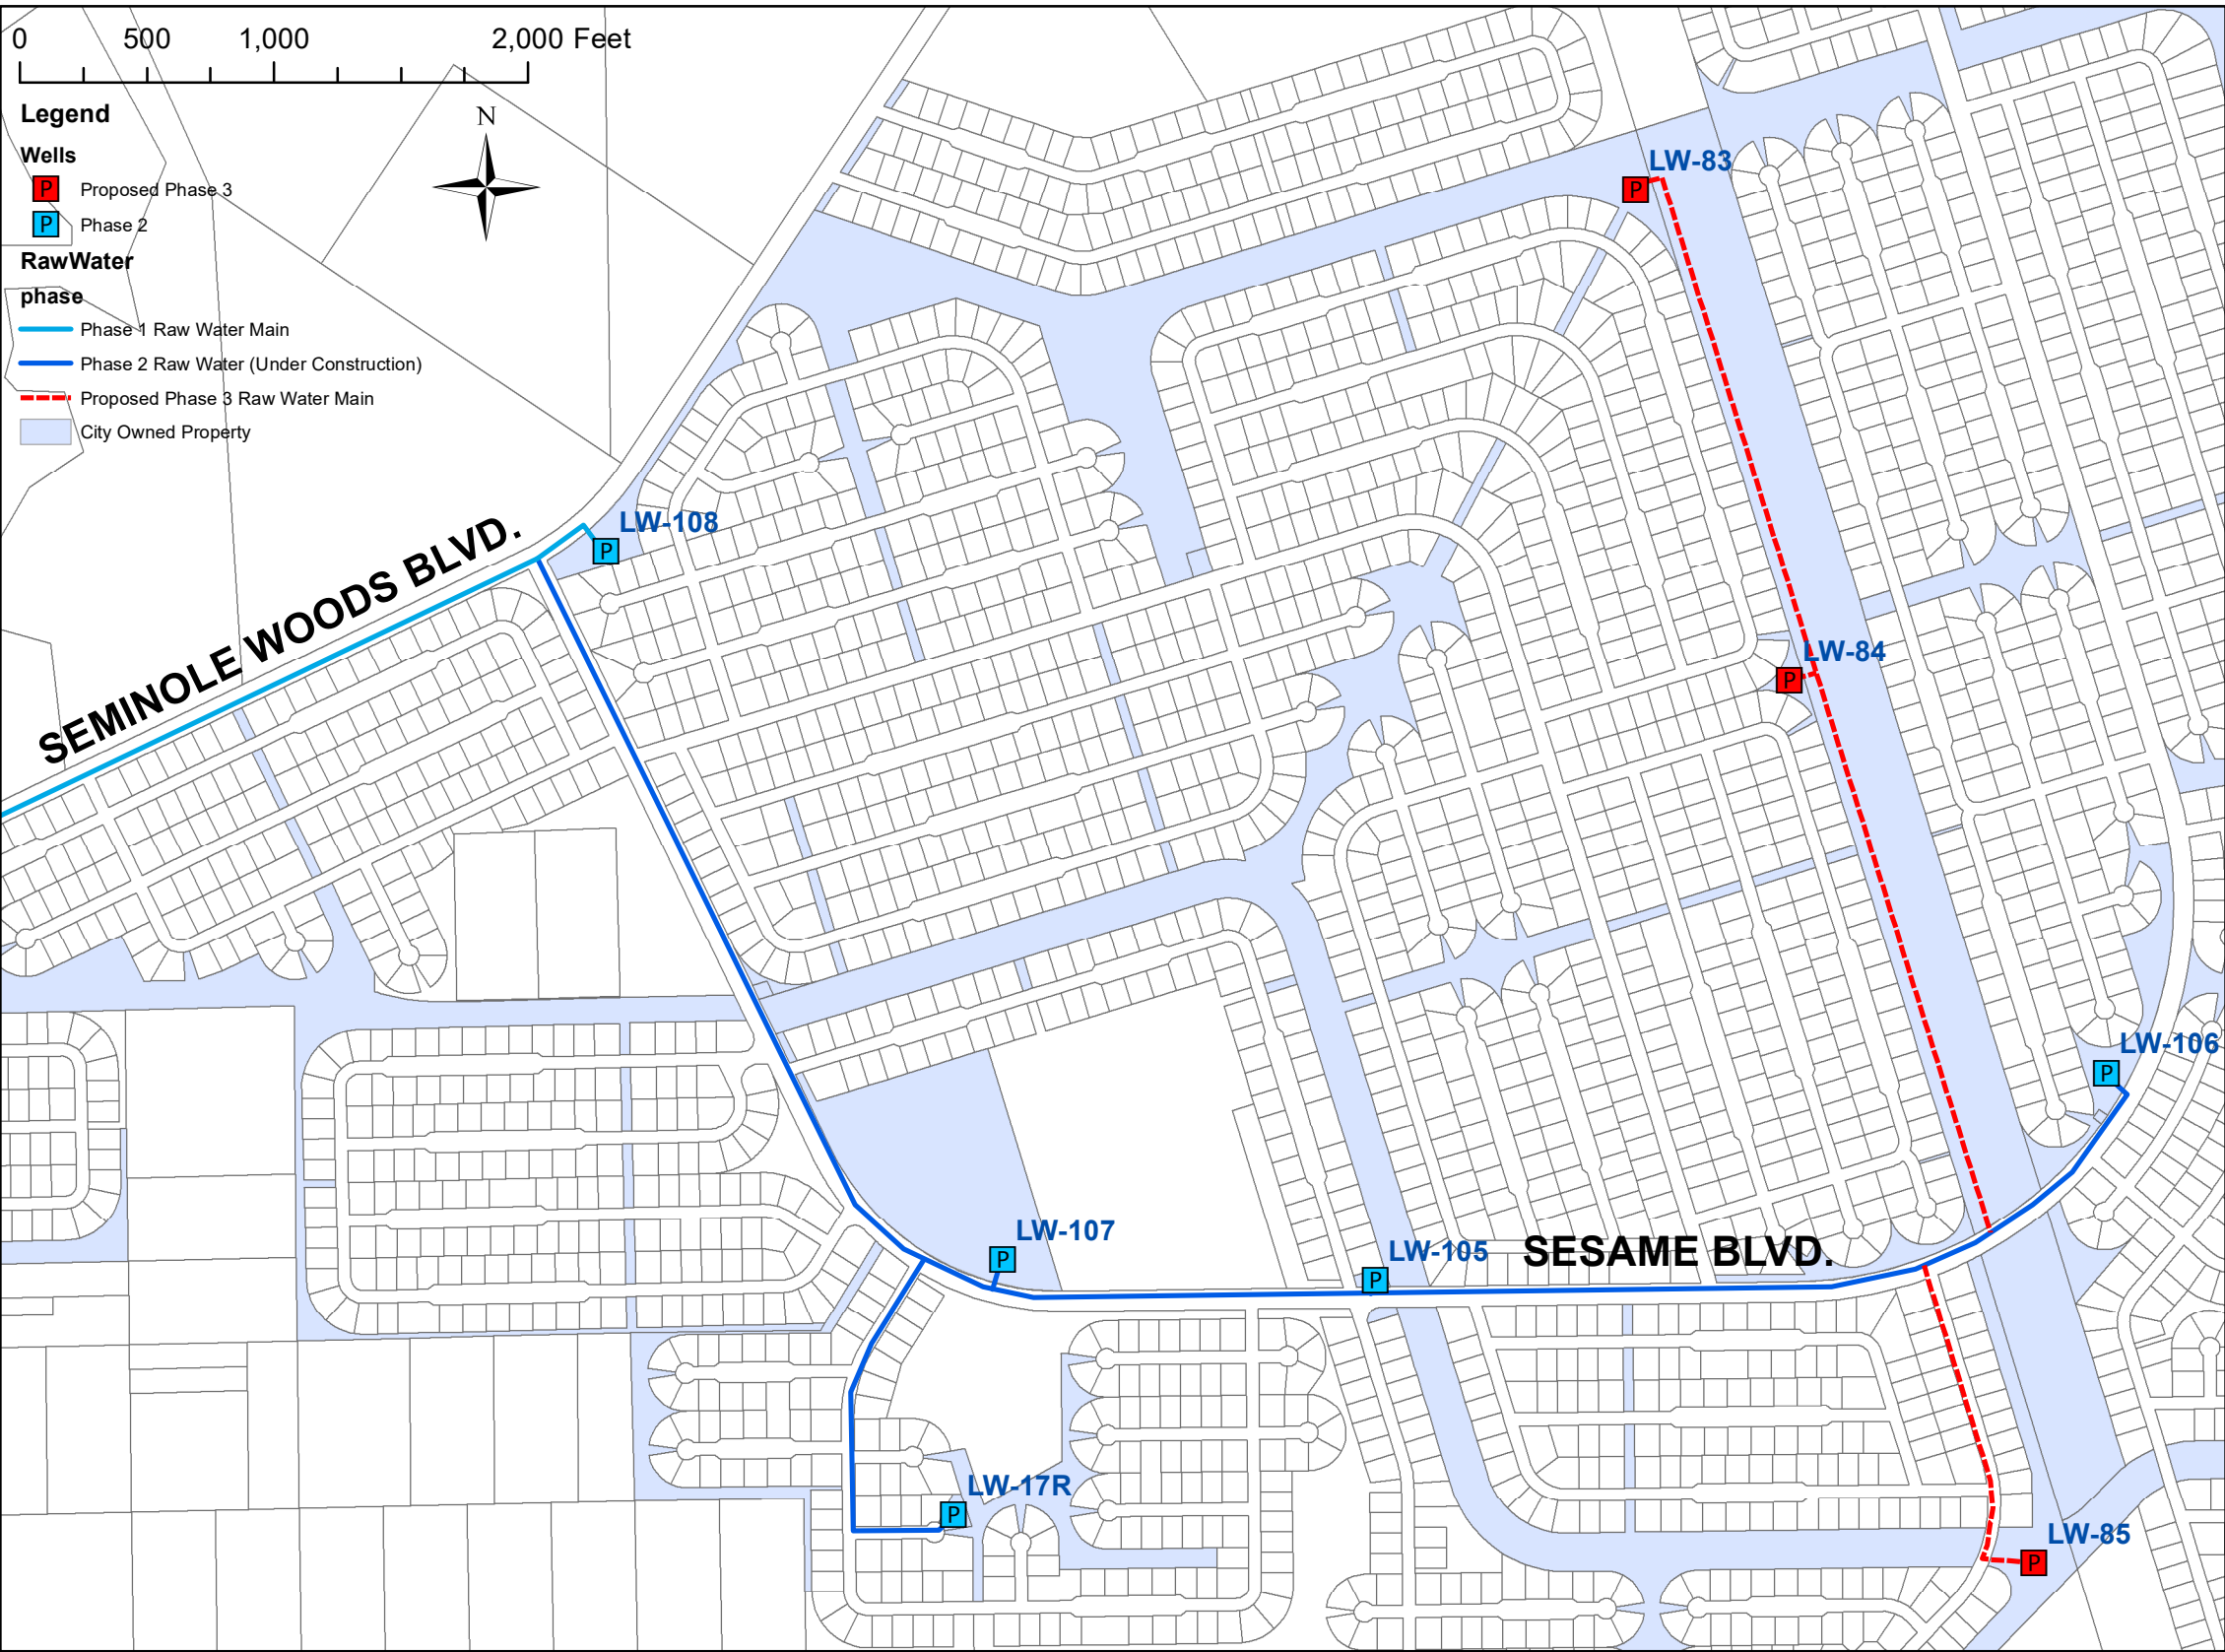 0 500 1,000 2,000 Feet
Legend
Wells
P Proposed Phase 3
P Phase 2
RawWater
phase
Phase 1 Raw Water Main
Phase 2 Raw Water (Under Construction)
Proposed Phase 3 Raw Water Main
City Owned Property
N
LW-83
P
LW-108
P
SEMINOLE WOODS BLVD.
LW-84
P
LW-106
P
LW-107
P
LW-105
P
SESAME BLVD.
LW-17R
P
LW-85
P